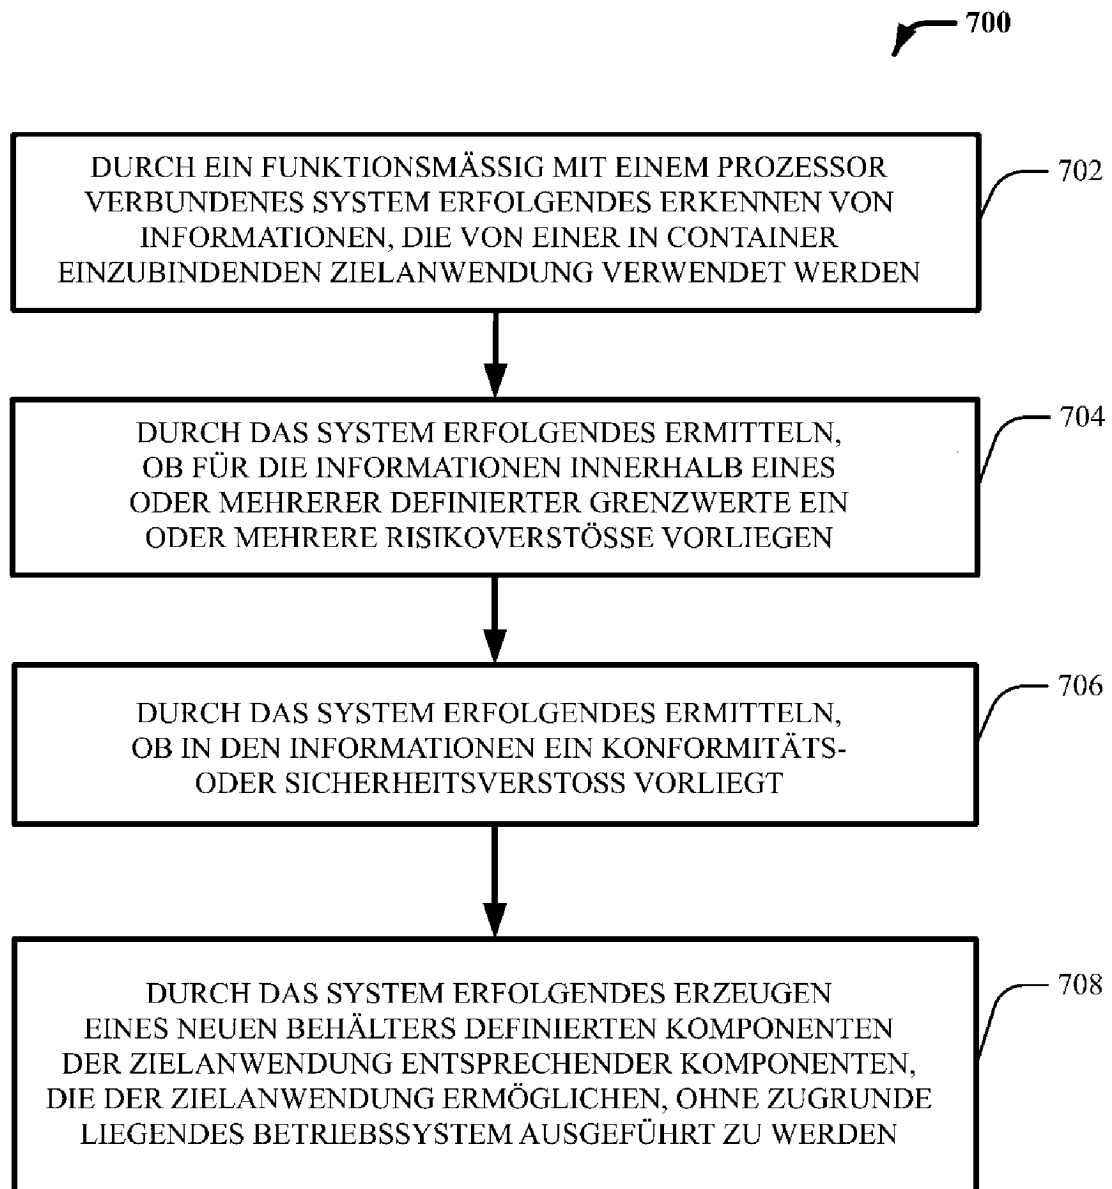 700
DURCH EIN FUNKTIONSMÄSSIG MIT EINEM PROZESSOR
VERBUNDENES SYSTEM ERFOLGENDES ERKENNEN VON
INFORMATIONEN, DIE VON EINER IN CONTAINER
EINZUBINDENDEN ZIELANWENDUNG VERWENDET WERDEN
702
DURCH DAS SYSTEM ERFOLGENDES ERMITTELN,
OB FÜR DIE INFORMATIONEN INNERHALB EINES
ODER MEHRERER DEFINIERTER GRENZWERTE EIN
ODER MEHRERE RISIKOVERSTÖSSE VORLIEGEN
704
DURCH DAS SYSTEM ERFOLGENDES ERMITTELN,
OB IN DEN INFORMATIONEN EIN KONFORMITÄTS-
ODER SICHERHEITSVERSTOSS VORLIEGT
706
DURCH DAS SYSTEM ERFOLGENDES ERZEUGEN
EINES NEUEN BEHÄLTERS DEFINIERTEN KOMPONENTEN
DER ZIELANWENDUNG ENTSPRECHENDER KOMPONENTEN,
DIE DER ZIELANWENDUNG ERMÖGLICHEN, OHNE ZUGRUNDE
LIEGENDES BETRIEBSSYSTEM AUSGEFÜHRT ZU WERDEN
708